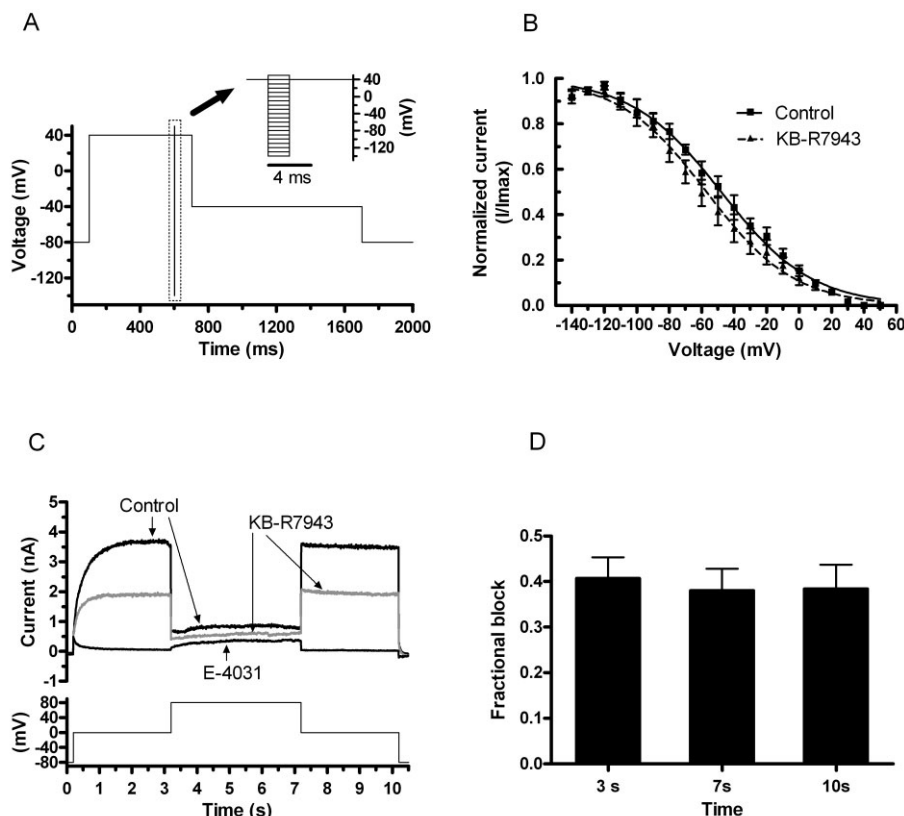 A
40
0
-40
-80
-120
Voltage (mV)
0 400 800 1200 1600 2000
Time (ms)
40
0
-40
-80
-120
(mV)
4 ms
B
1.0
0.8
0.6
0.4
0.2
0.0
Normalized current
(I/Imax)
Control
KB-R7943
-140-120-100 -80 -60 -40 -20 0 20 40 60
Voltage (mV)
C
5
4
3
2
1
0
-1
Current (nA)
Control
KB-R7943
E-4031
80
40
0
-40
-80
(mV)
0 1 2 3 4 5 6 7 8 9 10
Time (s)
D
0.5
0.4
0.3
0.2
0.1
0.0
Fractional block
3 s 7s 10s
Time